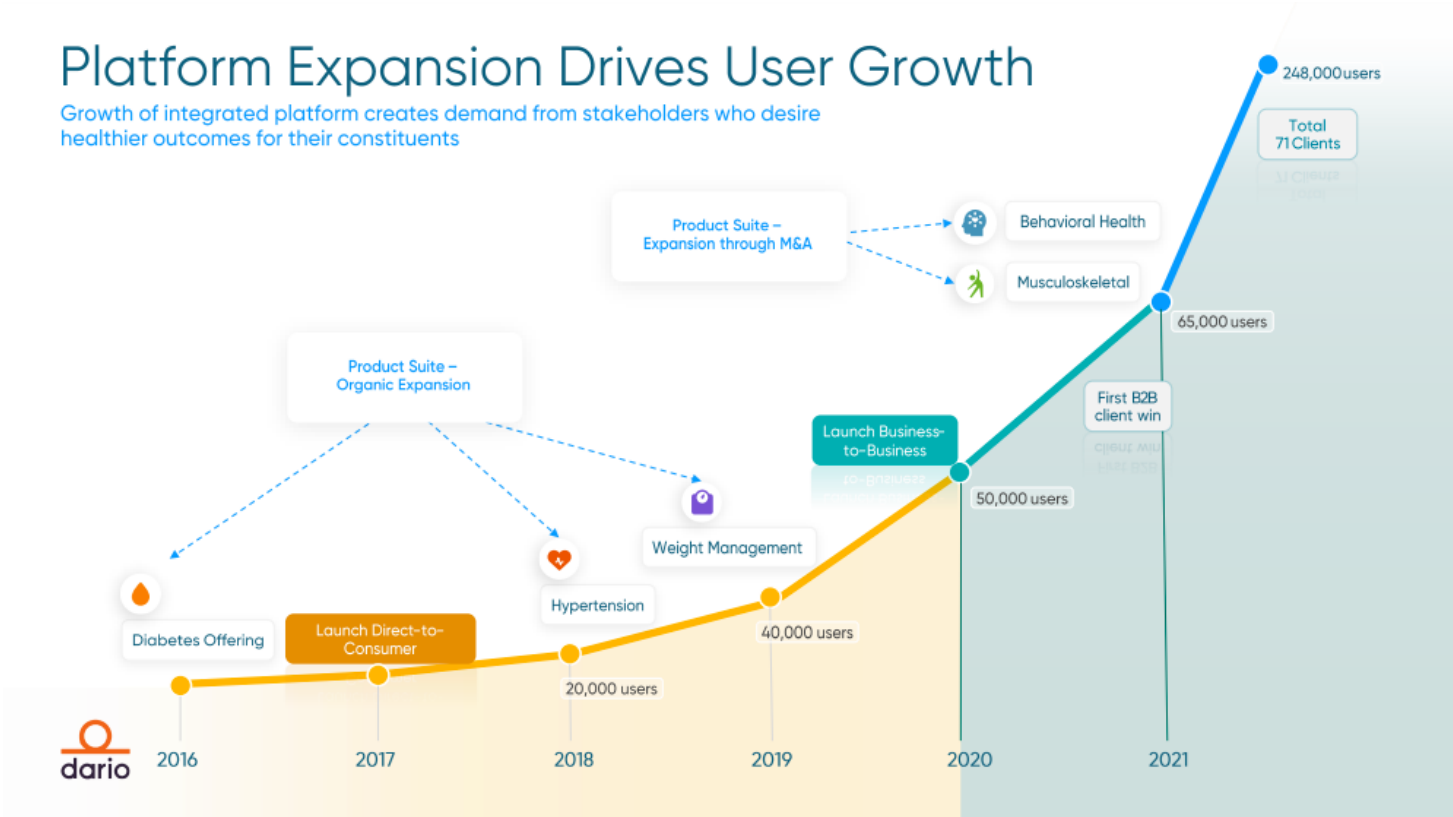 Platform Expansion Drives User Growth
Growth of integrated platform creates demand from stakeholders who desire
healthier outcomes for their constituents
248,000 users
Total
71 Clients
Product Suite –
Expansion through M&A
Behavioral Health
Musculoskeletal
65,000 users
Product Suite –
Organic Expansion
First B2B
client win
Launch Business-
to-Business
50,000 users
Weight Management
Hypertension
Diabetes Offering
Launch Direct-to-
Consumer
40,000 users
20,000 users
dario
2016
2017
2018
2019
2020
2021